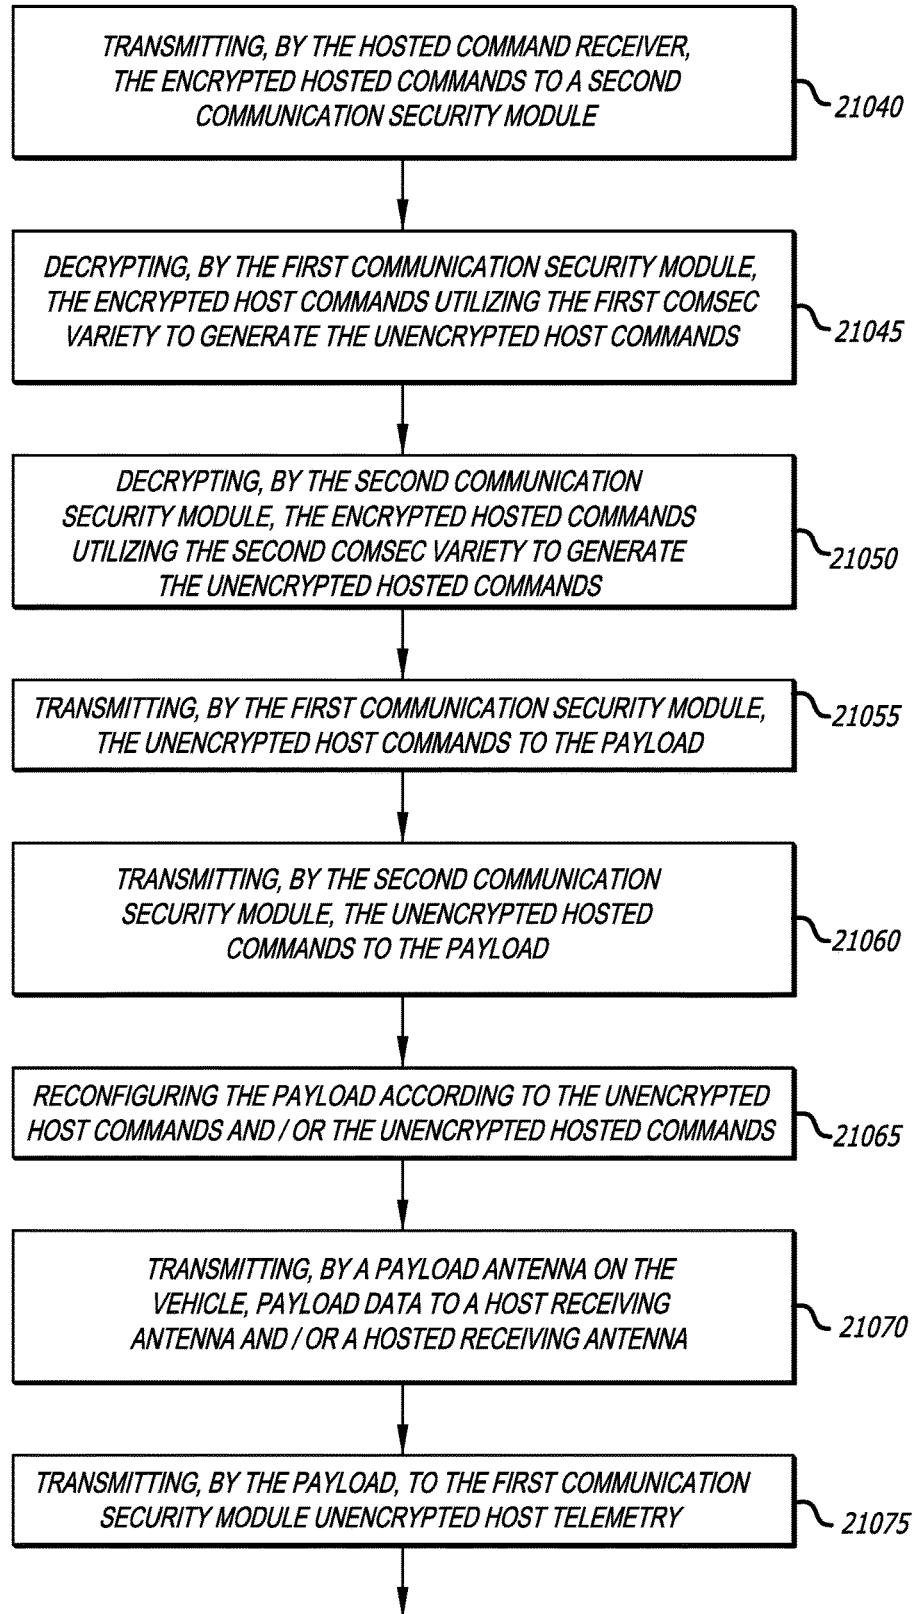 TRANSMITTING, BY THE HOSTED COMMAND RECEIVER,
THE ENCRYPTED HOSTED COMMANDS TO A SECOND
COMMUNICATION SECURITY MODULE
21040
DECRYPTING, BY THE FIRST COMMUNICATION SECURITY MODULE,
THE ENCRYPTED HOST COMMANDS UTILIZING THE FIRST COMSEC
VARIETY TO GENERATE THE UNENCRYPTED HOST COMMANDS
21045
DECRYPTING, BY THE SECOND COMMUNICATION
SECURITY MODULE, THE ENCRYPTED HOSTED COMMANDS
UTILIZING THE SECOND COMSEC VARIETY TO GENERATE
THE UNENCRYPTED HOSTED COMMANDS
21050
TRANSMITTING, BY THE FIRST COMMUNICATION SECURITY MODULE,
THE UNENCRYPTED HOST COMMANDS TO THE PAYLOAD
21055
TRANSMITTING, BY THE SECOND COMMUNICATION
SECURITY MODULE, THE UNENCRYPTED HOSTED
COMMANDS TO THE PAYLOAD
21060
RECONFIGURING THE PAYLOAD ACCORDING TO THE UNENCRYPTED
HOST COMMANDS AND / OR THE UNENCRYPTED HOSTED COMMANDS
21065
TRANSMITTING, BY A PAYLOAD ANTENNA ON THE
VEHICLE, PAYLOAD DATA TO A HOST RECEIVING
ANTENNA AND / OR A HOSTED RECEIVING ANTENNA
21070
TRANSMITTING, BY THE PAYLOAD, TO THE FIRST COMMUNICATION
SECURITY MODULE UNENCRYPTED HOST TELEMETRY
21075